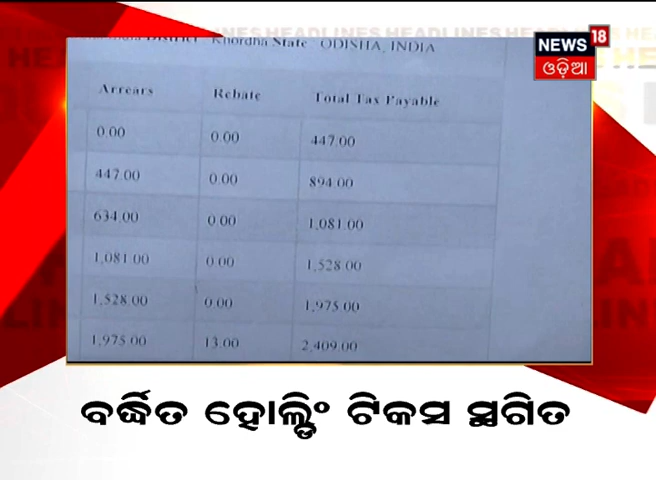 HEADLINES
NEWS 18
ଓଡ଼ିଆ
District Khordha State ODISHA, INDIA
Arrears Rebate Total Tax Payable
0.00 0.00 447.00
447.00 0.00 894.00
634.00 0.00 1,081.00
1,081.00 0.00 1,528.00
1,528.00 0.00 1,975.00
1,975.00 13.00 2,409.00
ବର୍ଦ୍ଧିତ ହୋଲ୍ଡିଂ ଟିକସ ସ୍ଥଗିତ